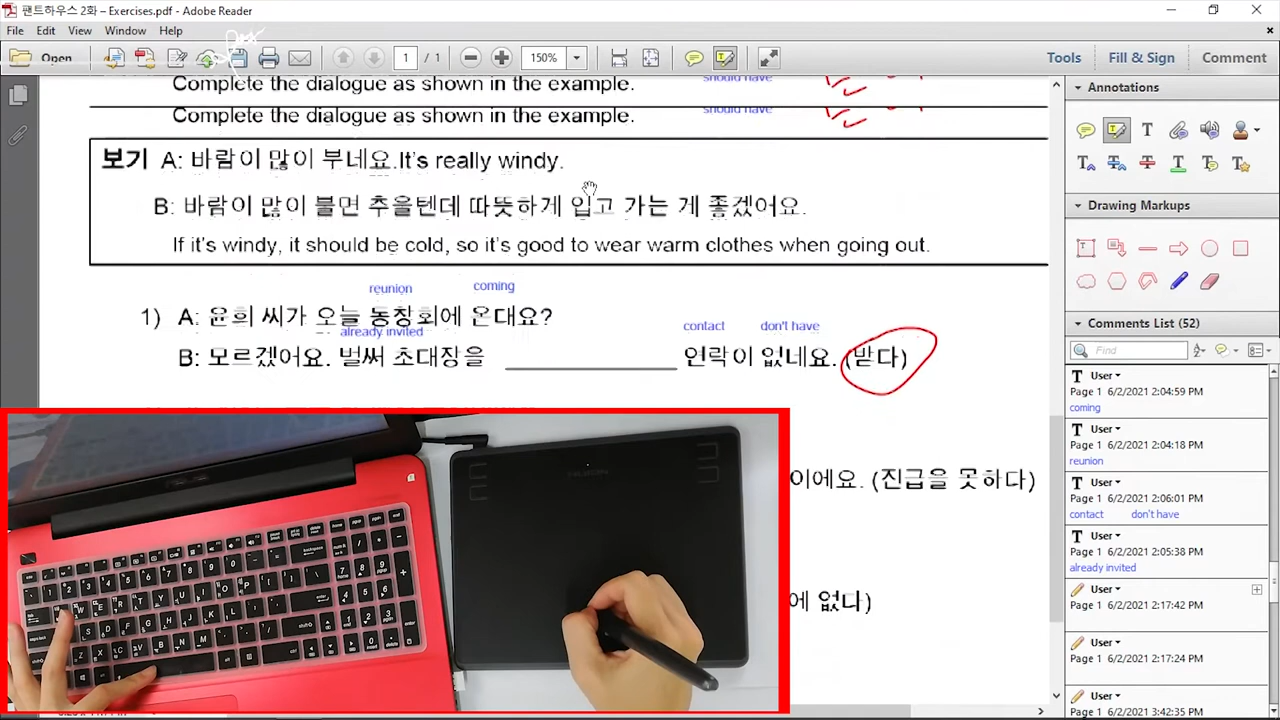 팬트하우스 2화 – Exercises.pdf - Adobe Reader
File Edit View Window Help
Open 1 / 1 150% Tools Fill & Sign Comment
Complete the dialogue as shown in the example. should have
Complete the dialogue as shown in the example. should have
보기 A: 바람이 많이 부네요.It's really windy.
B: 바람이 많이 불면 추을텐데 따뜻하게 입고 가는 게 좋겠어요.
If it's windy, it should be cold, so it's good to wear warm clothes when going out.
reunion coming
1) A: 윤희 씨가 오늘 동창회에 온대요?
already invited contact don't have
B: 모르겠어요. 벌써 초대장을 ____________ 연락이 없네요. (받다)
이에요. (진급을 못하다)
에 없다)
Annotations
Drawing Markups
Comments List (52)
Find
User
Page 1 6/2/2021 2:04:59 PM
coming
User
Page 1 6/2/2021 2:04:18 PM
reunion
User
Page 1 6/2/2021 2:06:01 PM
contact don't have
User
Page 1 6/2/2021 2:05:38 PM
already invited
User
Page 1 6/2/2021 2:17:42 PM
User
Page 1 6/2/2021 2:17:24 PM
User
Page 1 6/2/2021 3:42:35 PM